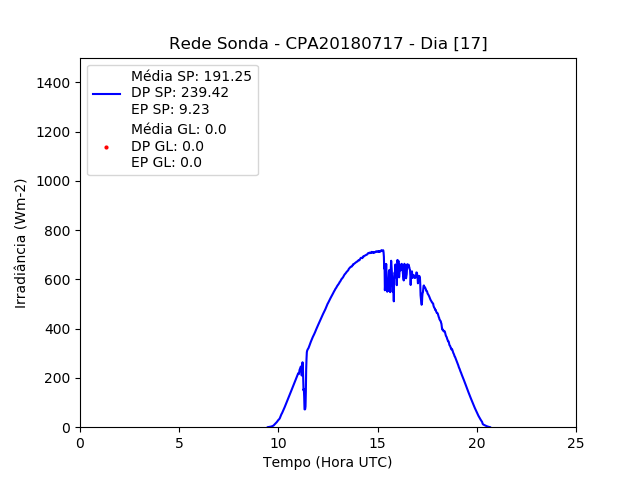 Rede Sonda - CPA20180717 - Dia [17]
Média SP: 191.25
DP SP: 239.42
EP SP: 9.23
Média GL: 0.0
DP GL: 0.0
EP GL: 0.0
Irradiância (Wm-2)
1400
1200
1000
800
600
400
200
0
0 5 10 15 20 25
Tempo (Hora UTC)